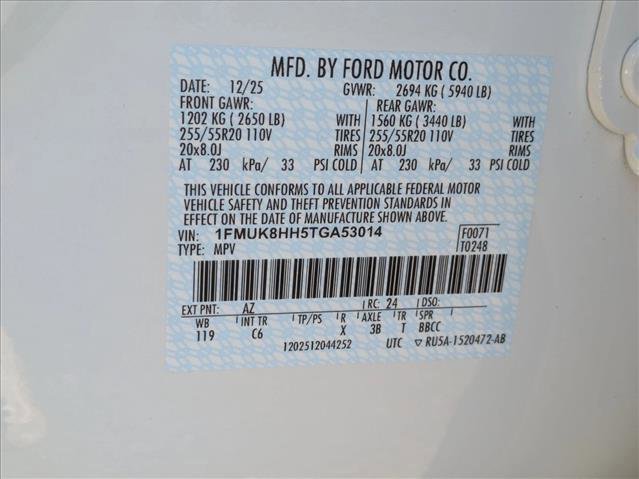 MFD. BY FORD MOTOR CO.
DATE: 12/25 GVWR: 2694 KG ( 5940 LB)
FRONT GAWR: REAR GAWR:
1202 KG ( 2650 LB) WITH 1560 KG ( 3440 LB) WITH
255/55R20 110V TIRES 255/55R20 110V TIRES
20x8.0J RIMS 20x8.0J RIMS
AT 230 kPa/ 33 PSI COLD AT 230 kPa/ 33 PSI COLD
THIS VEHICLE CONFORMS TO ALL APPLICABLE FEDERAL MOTOR
VEHICLE SAFETY AND THEFT PREVENTION STANDARDS IN
EFFECT ON THE DATE OF MANUFACTURE SHOWN ABOVE.
VIN: 1FMUK8HH5TGA53014 F0071
TYPE: MPV T0248
EXT PNT: AZ RC: 24 DSO:
WB INT TR TP/PS R AXLE TR SPR
119 C6 X 3B T BBCC
1202512044252 UTC ▽ RU5A-1520472-AB